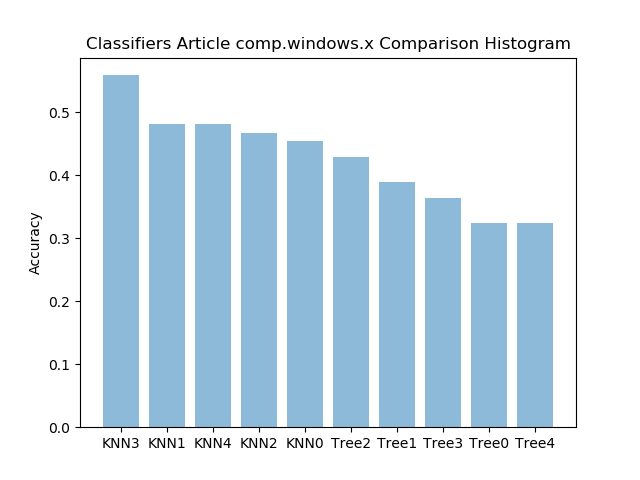 Classifiers Article comp.windows.x Comparison Histogram
Accuracy
0.5
0.4
0.3
0.2
0.1
0.0
KNN3 KNN1 KNN4 KNN2 KNN0 Tree2 Tree1 Tree3 Tree0 Tree4